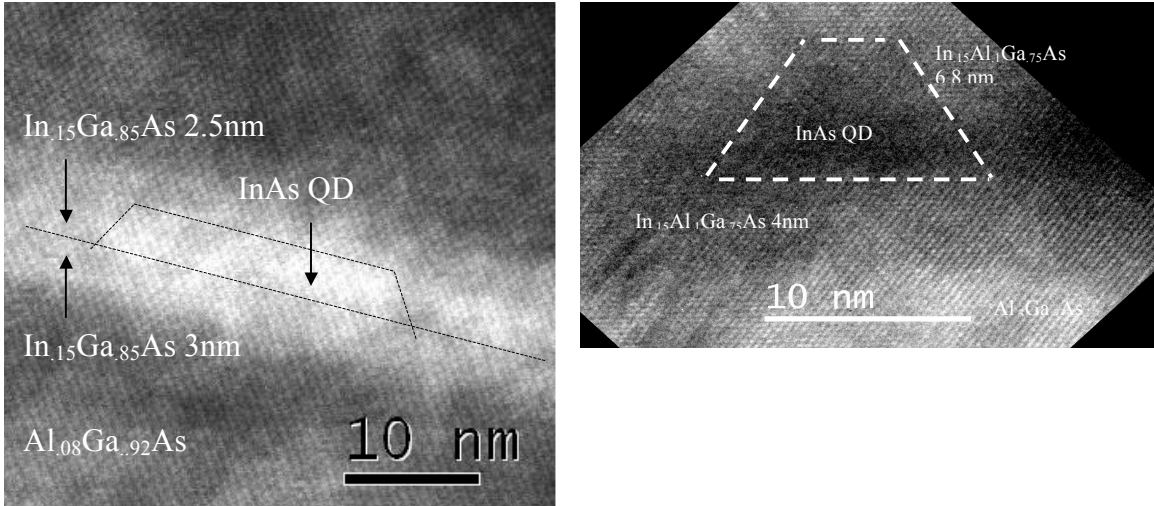 In.15Ga.85As 2.5nm
InAs QD
In.15Ga.85As 3nm
Al.08Ga..92As
10 nm
In.15Al.1Ga.75As
6.8 nm
InAs QD
In.15Al.1Ga.75As 4nm
10 nm